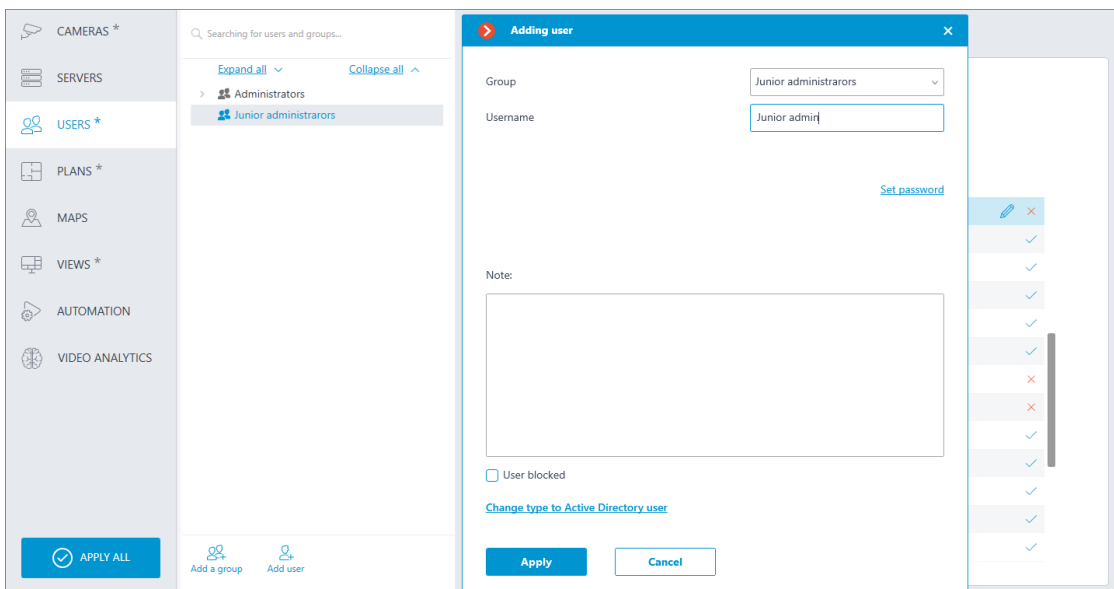 CAMERAS *
SERVERS
USERS *
PLANS *
MAPS
VIEWS *
AUTOMATION
VIDEO ANALYTICS
APPLY ALL
Searching for users and groups...
Expand all
Collapse all
Administrators
Junior administrarors
Add a group
Add user
Adding user
Group
Junior administrarors
Username
Junior admin
Set password
Note:
User blocked
Change type to Active Directory user
Apply
Cancel